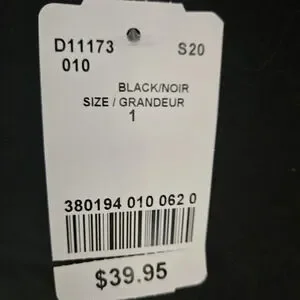 D11173 S20
010
BLACK/NOIR
SIZE / GRANDEUR
1
380194 010 062 0
$39.95